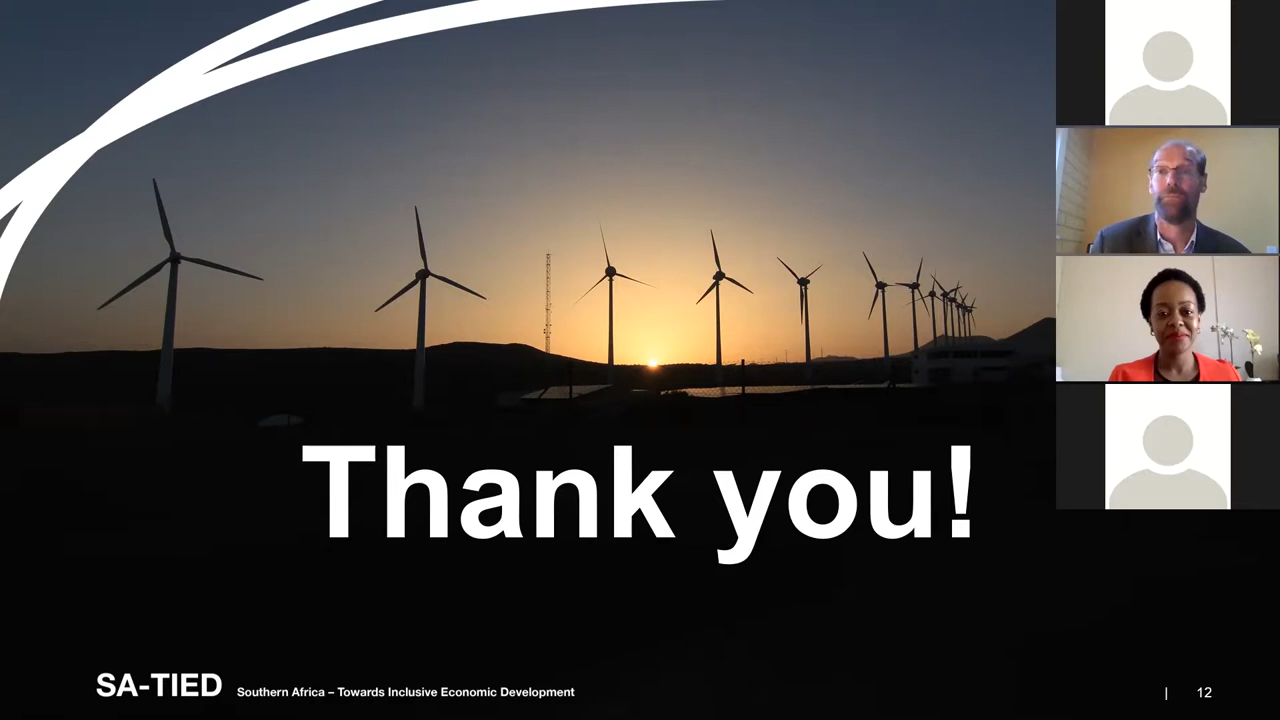 Thank you!
SA-TIED Southern Africa – Towards Inclusive Economic Development | 12